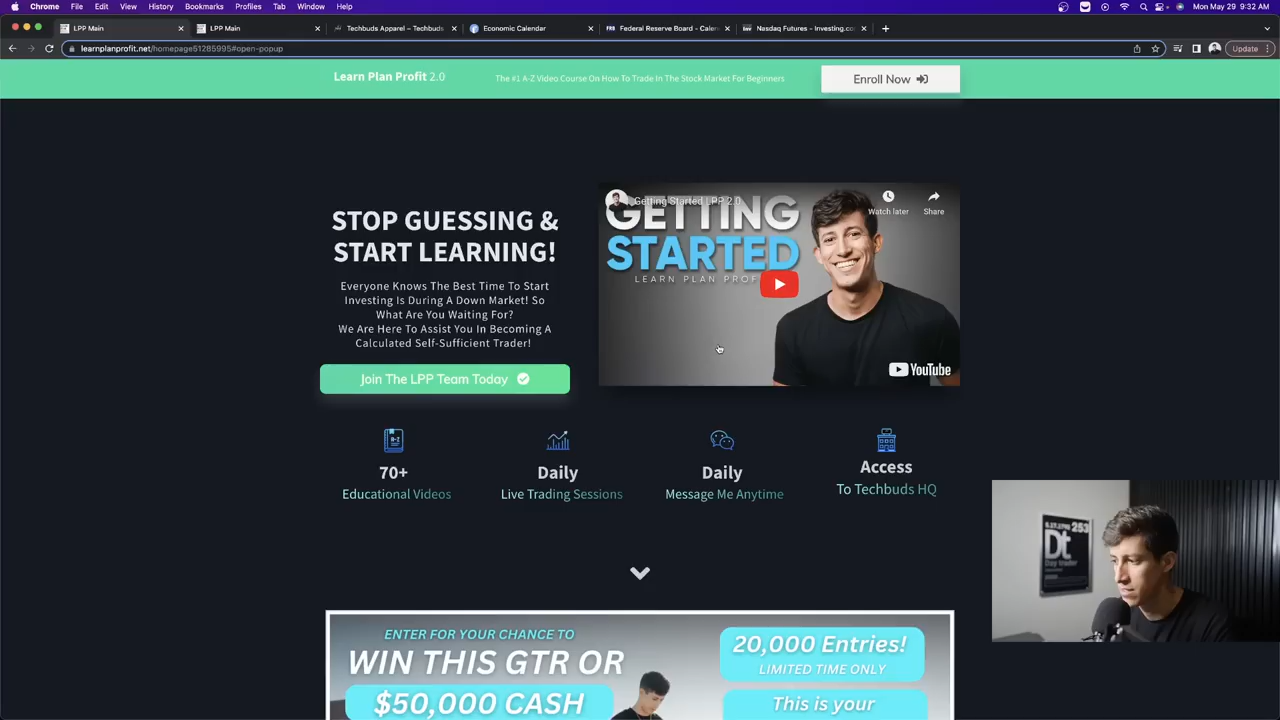 Chrome File Edit View History Bookmarks Profiles Tab Window Help Mon May 29 9:32 AM
LPP Main LPP Main Techbuds Apparel – Techbuds Economic Calendar Federal Reserve Board - Calen Nasdaq Futures - Investing.co
learnplanprofit.net/homepage51285995#open-popup Update
Learn Plan Profit 2.0 The #1 A-Z Video Course On How To Trade In The Stock Market For Beginners Enroll Now
STOP GUESSING &
START LEARNING!
Everyone Knows The Best Time To Start
Investing Is During A Down Market! So
What Are You Waiting For?
We Are Here To Assist You In Becoming A
Calculated Self-Sufficient Trader!
Join The LPP Team Today
Getting Started LPP 2.0
GETTING
STARTED
LEARN PLAN PROF
Watch later Share
YouTube
A-Z
70+
Educational Videos
Daily
Live Trading Sessions
Daily
Message Me Anytime
Access
To Techbuds HQ
253
Dt
Day trader
ENTER FOR YOUR CHANCE TO
WIN THIS GTR OR
$50,000 CASH
20,000 Entries!
LIMITED TIME ONLY
This is your